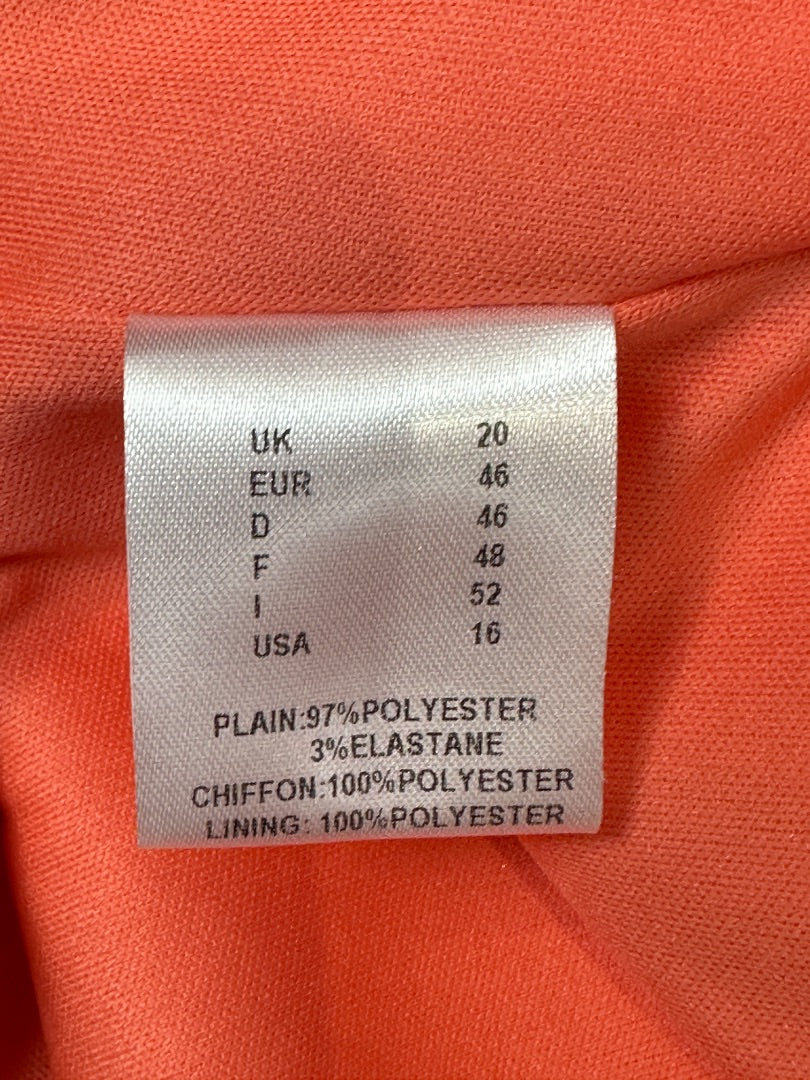 UK 20
EUR 46
D 46
F 48
I 52
USA 16
PLAIN:97%POLYESTER
3%ELASTANE
CHIFFON:100%POLYESTER
LINING: 100%POLYESTER